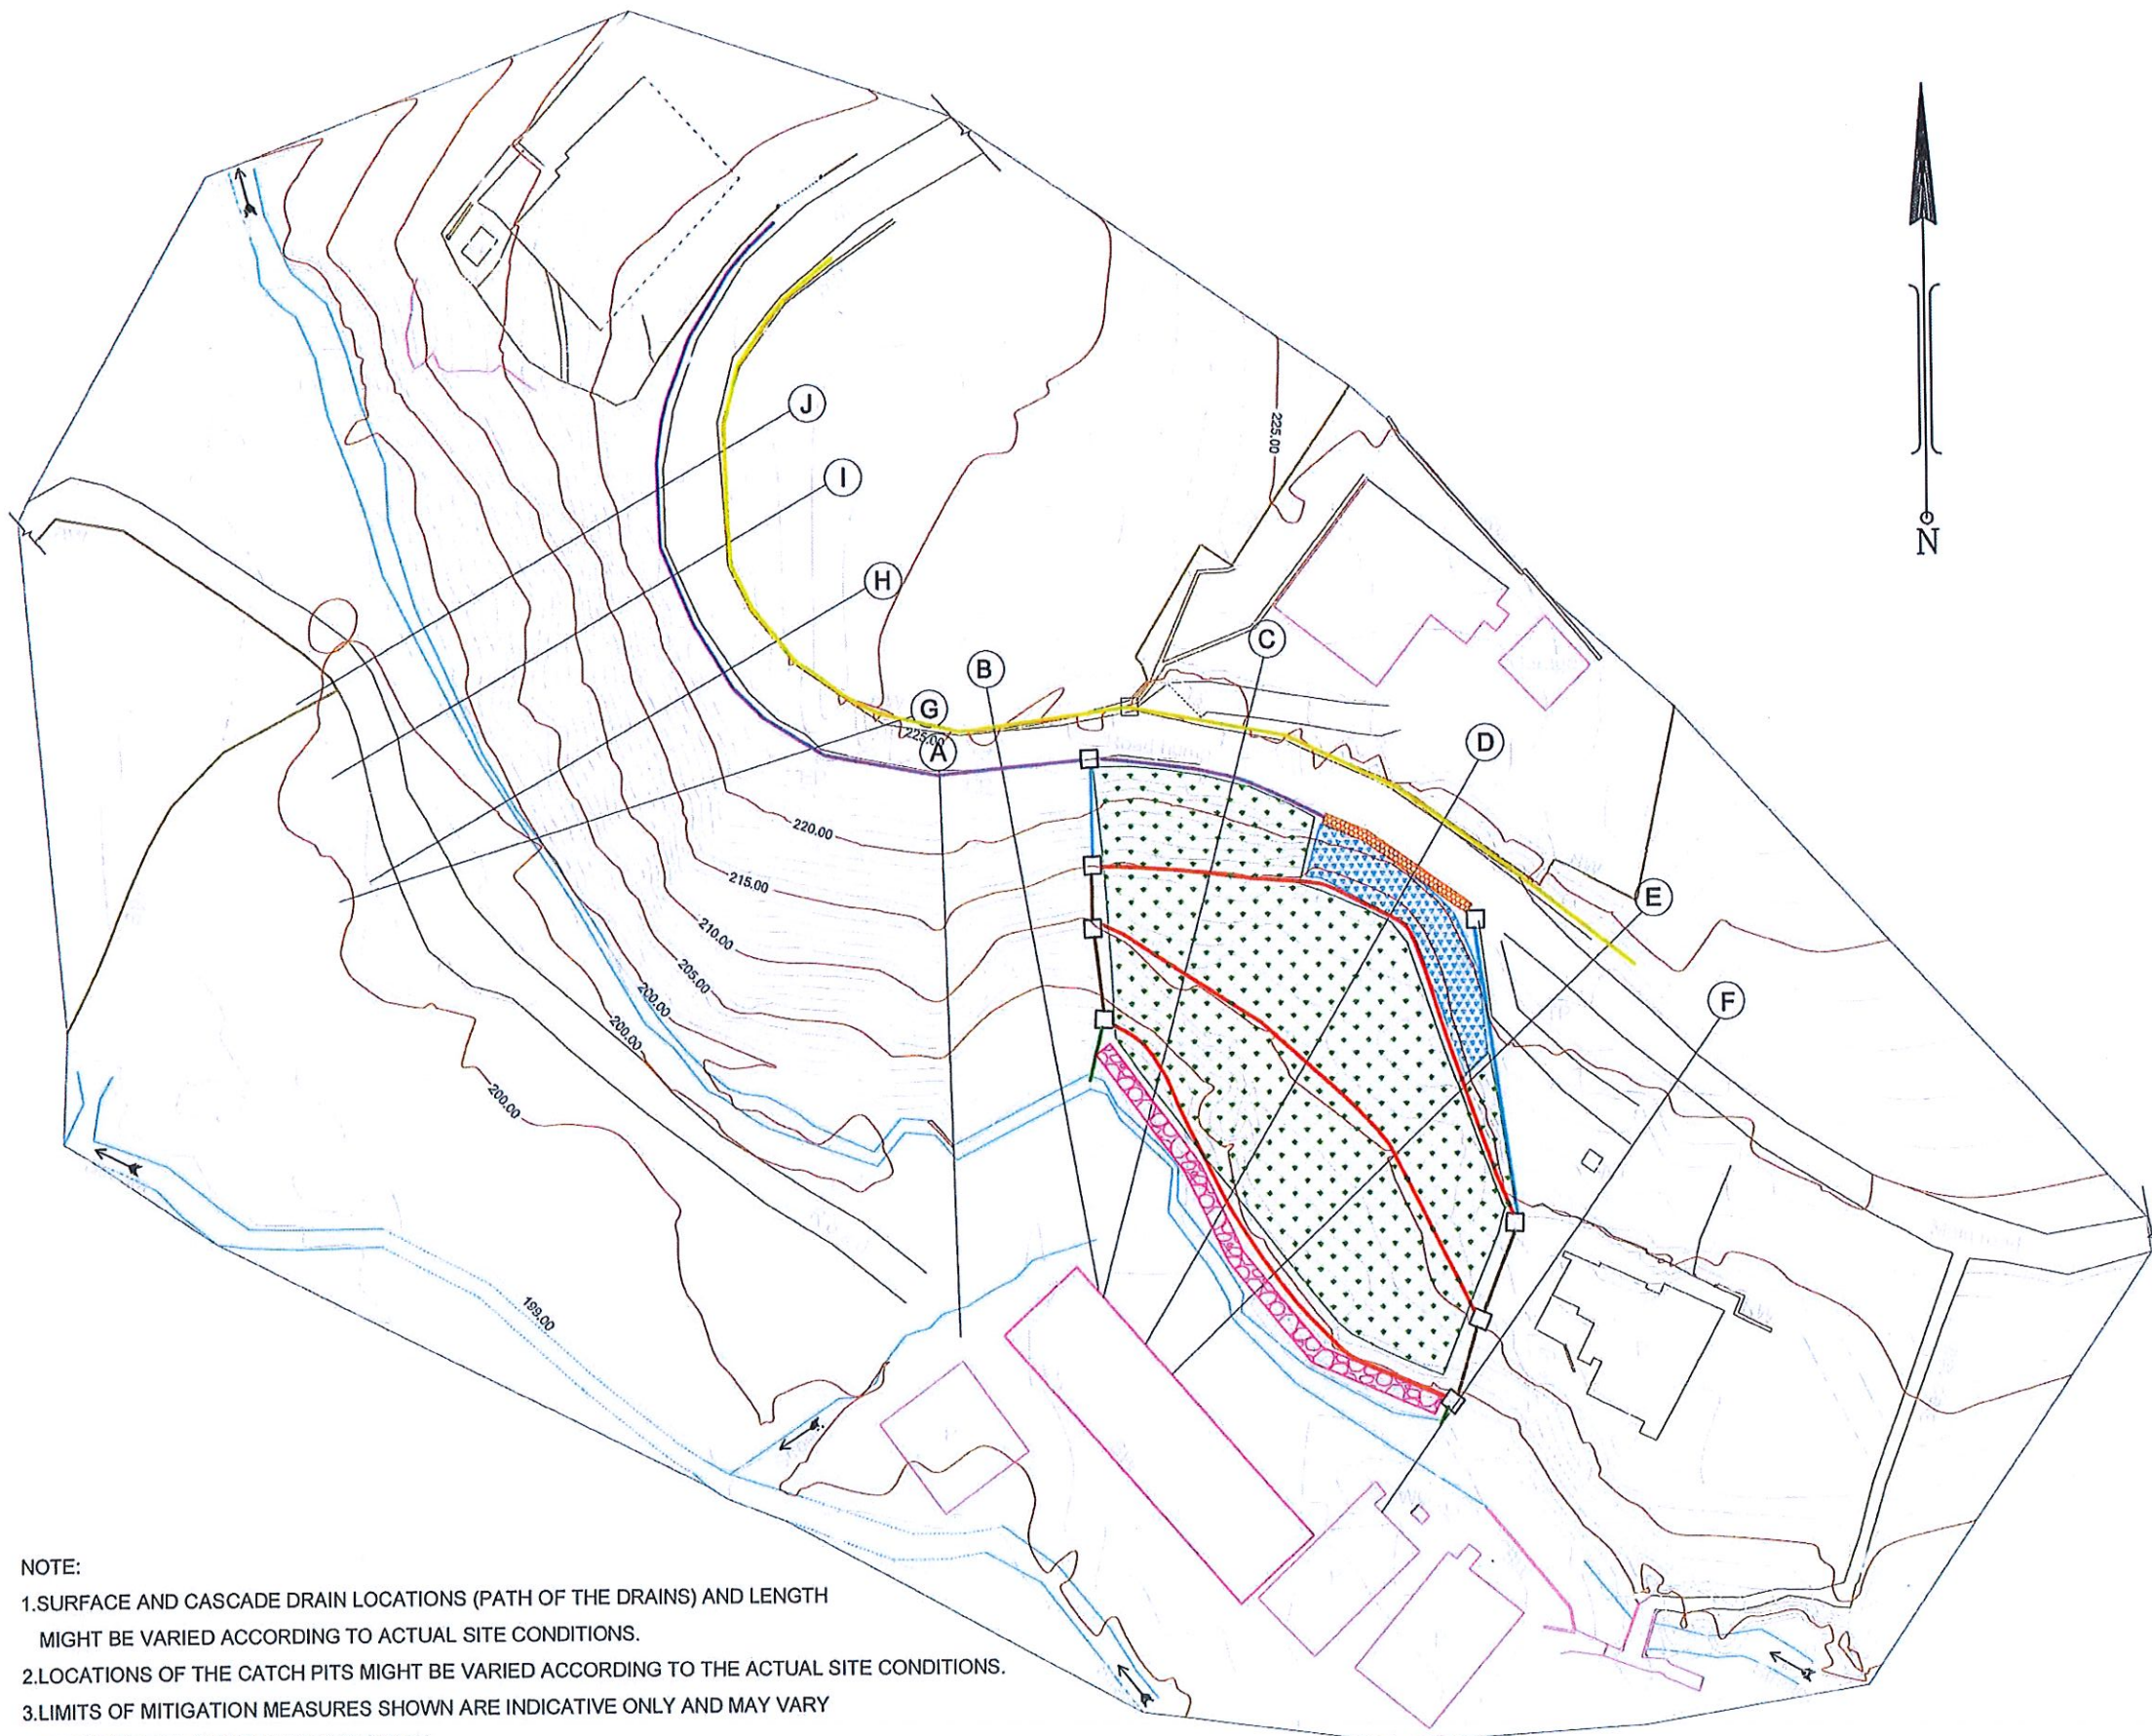 N
225.00
J
I
H
C
B
G
225.00
A
D
220.00
215.00
E
210.00
205.00
200.00
F
200.00
200.00
199.00
NOTE:
1.SURFACE AND CASCADE DRAIN LOCATIONS (PATH OF THE DRAINS) AND LENGTH
MIGHT BE VARIED ACCORDING TO ACTUAL SITE CONDITIONS.
2.LOCATIONS OF THE CATCH PITS MIGHT BE VARIED ACCORDING TO THE ACTUAL SITE CONDITIONS.
3.LIMITS OF MITIGATION MEASURES SHOWN ARE INDICATIVE ONLY AND MAY VARY